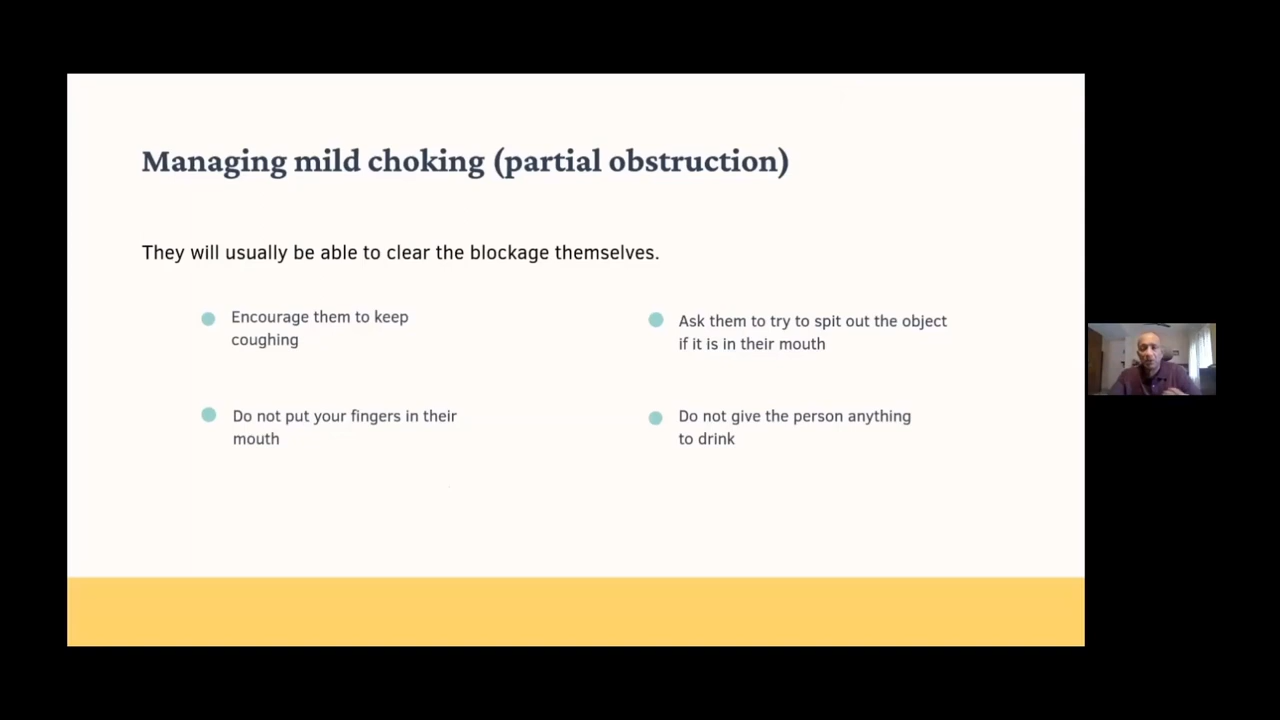 Managing mild choking (partial obstruction)
They will usually be able to clear the blockage themselves.
Encourage them to keep
coughing
Ask them to try to spit out the object
if it is in their mouth
Do not put your fingers in their
mouth
Do not give the person anything
to drink